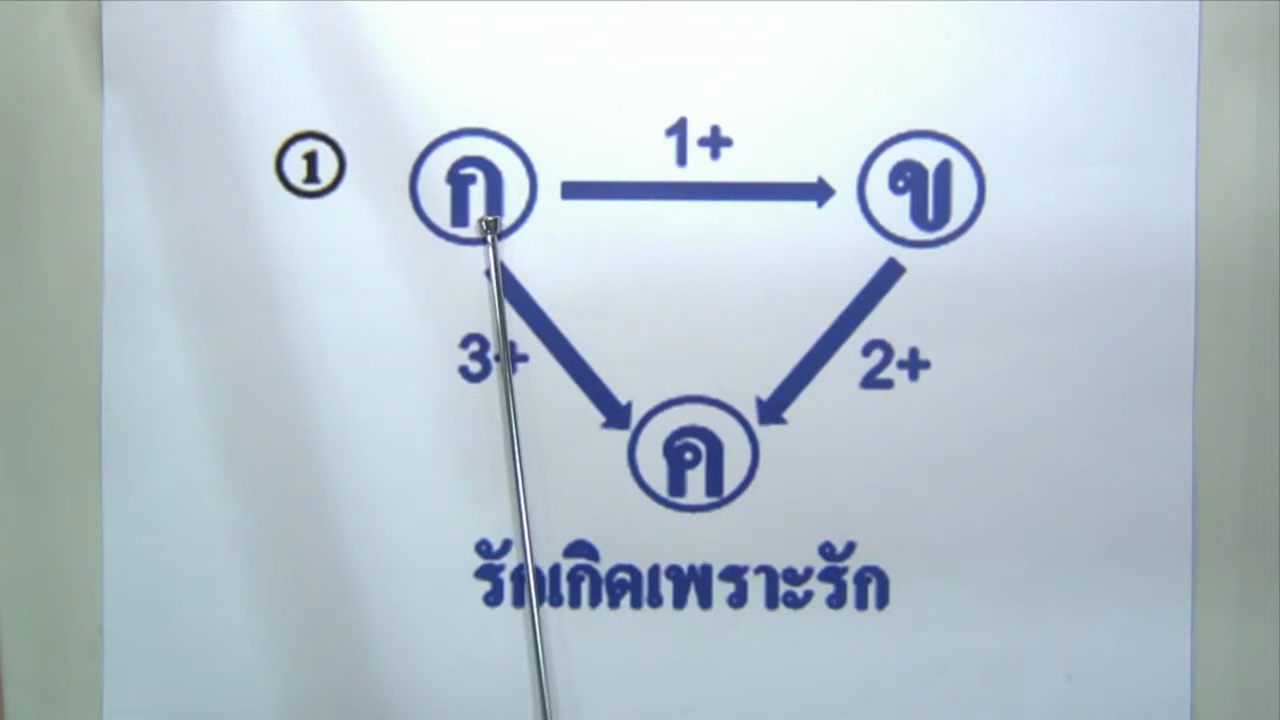 ① ก 1+ ข
3+ 2+
ค
รักเกิดเพราะรัก